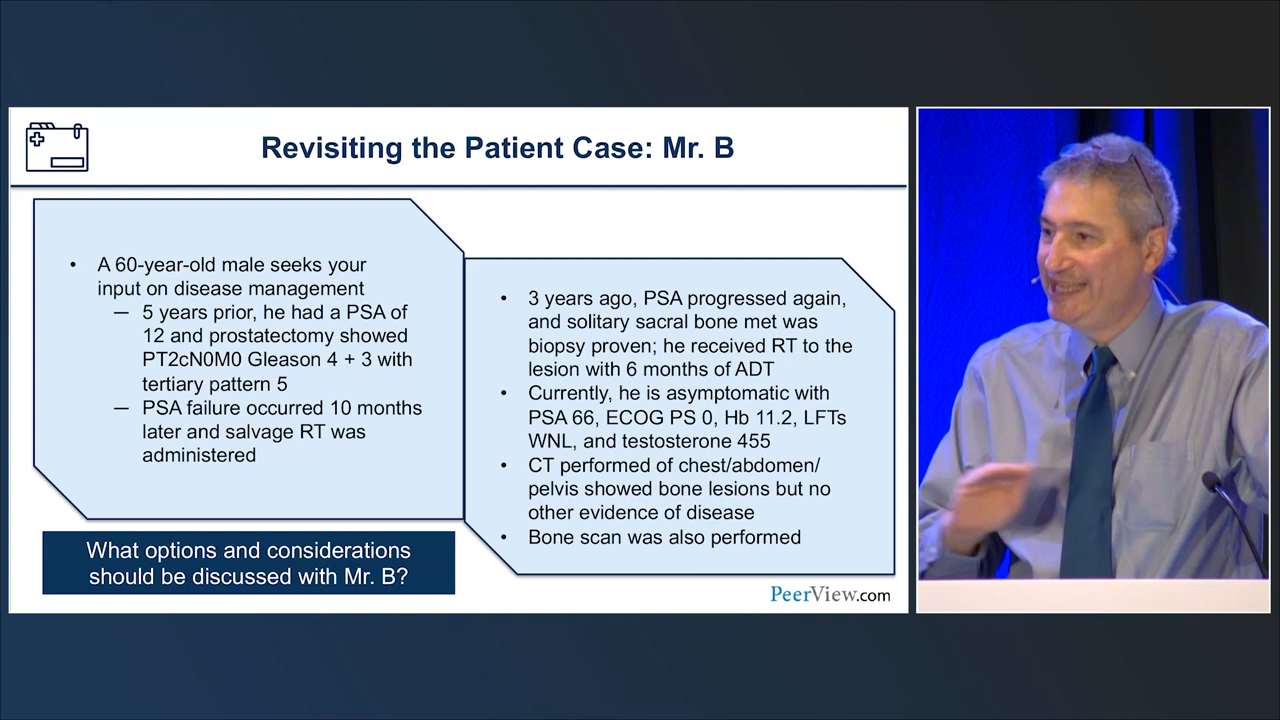 Revisiting the Patient Case: Mr. B
• A 60-year-old male seeks your
input on disease management
— 5 years prior, he had a PSA of
12 and prostatectomy showed
PT2cN0M0 Gleason 4 + 3 with
tertiary pattern 5
— PSA failure occurred 10 months
later and salvage RT was
administered
What options and considerations
should be discussed with Mr. B?
• 3 years ago, PSA progressed again,
and solitary sacral bone met was
biopsy proven; he received RT to the
lesion with 6 months of ADT
• Currently, he is asymptomatic with
PSA 66, ECOG PS 0, Hb 11.2, LFTs
WNL, and testosterone 455
• CT performed of chest/abdomen/
pelvis showed bone lesions but no
other evidence of disease
• Bone scan was also performed
PeerView.com